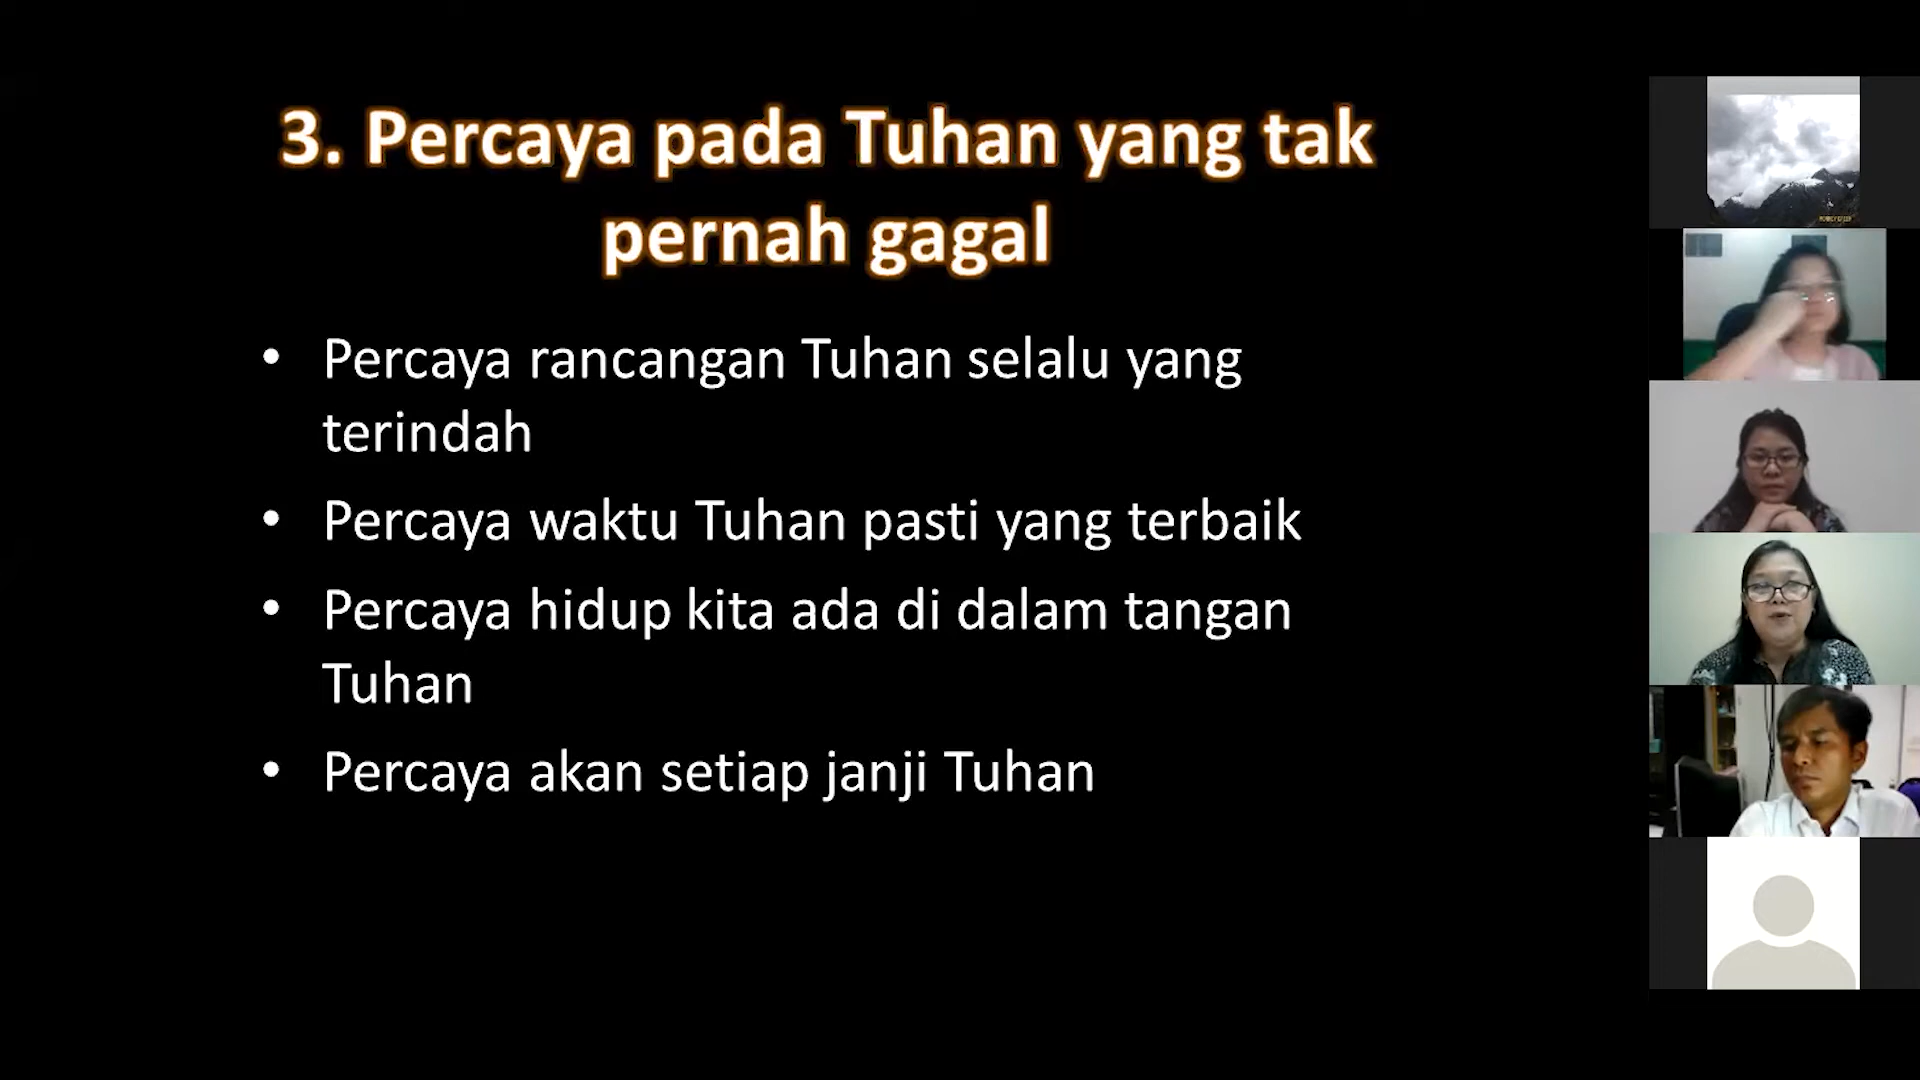 3. Percaya pada Tuhan yang tak
pernah gagal
• Percaya rancangan Tuhan selalu yang
terindah
• Percaya waktu Tuhan pasti yang terbaik
• Percaya hidup kita ada di dalam tangan
Tuhan
• Percaya akan setiap janji Tuhan